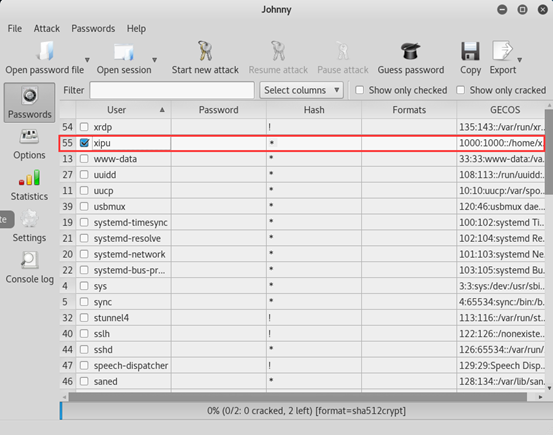 Johnny
File Attack Passwords Help
Open password file Open session Start new attack Resume attack Pause attack Guess password Copy Export
Passwords Filter Select columns Show only checked Show only cracked
User Password Hash Formats GECOS
54 xrdp ! 135:143::/var/run/xr...
55 xipu * 1000:1000::/home/x...
13 www-data * 33:33:www-data:/va...
27 uuidd * 108:113::/run/uuidd:...
11 uucp * 10:10:uucp:/var/spo...
39 usbmux * 120:46:usbmux dae...
19 systemd-timesync * 100:102:systemd Ti...
21 systemd-resolve * 102:104:systemd Re...
20 systemd-network * 101:103:systemd Ne...
22 systemd-bus-pr... * 103:105:systemd Bu...
4 sys * 3:3:sys:/dev:/usr/sbi...
5 sync * 4:65534:sync:/bin:/b...
32 stunnel4 ! 113:116::/var/run/st...
40 sslh ! 122:126::/nonexiste...
44 sshd * 126:65534::/var/run/...
47 speech-dispatcher ! 129:29:Speech Disp...
46 saned * 128:134::/var/lib/san...
Options
Statistics
te
Settings
Console log
0% (0/2: 0 cracked, 2 left) [format=sha512crypt]